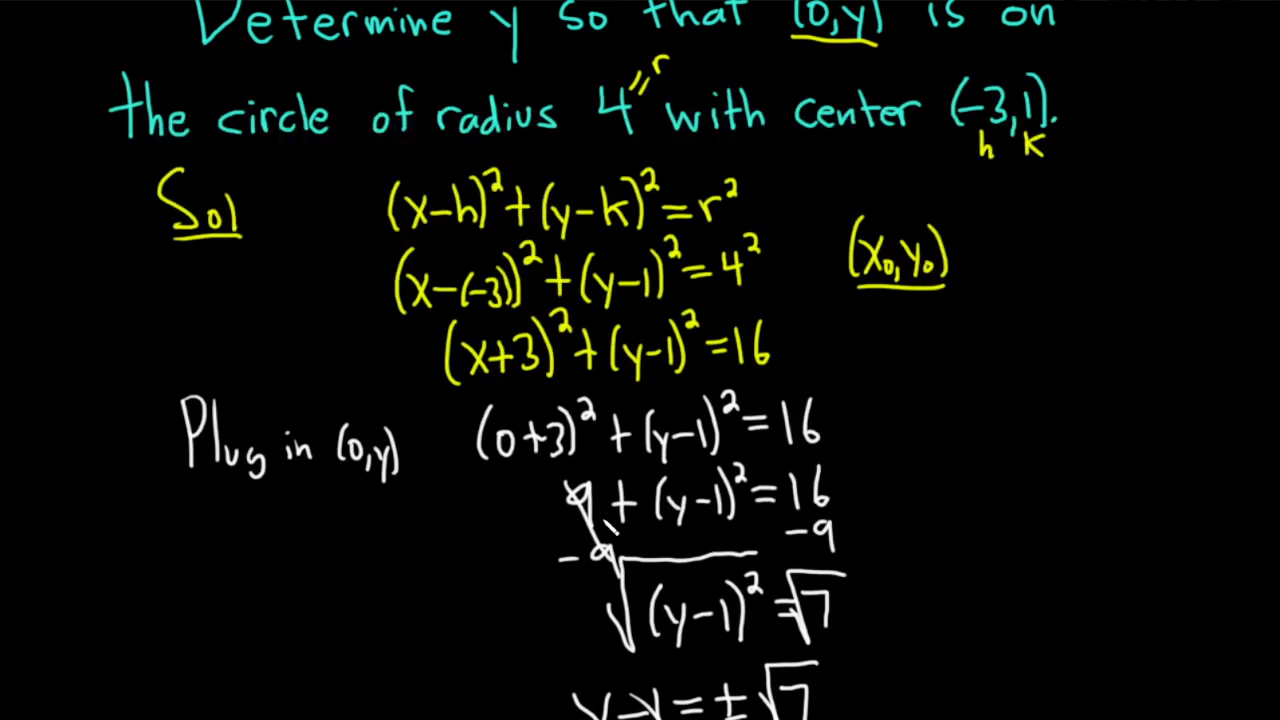 Determine y so that (0,y) is on
the circle of radius 4 = r with center (-3,1).
h k
Sol (x-h)² + (y-k)² = r²
(x-(-3))² + (y-1)² = 4² (x₀, y₀)
(x+3)² + (y-1)² = 16
Plug in (0,y) (0+3)² + (y-1)² = 16
9 + (y-1)² = 16
-9 -9
√(y-1)² = √7
= ± √7